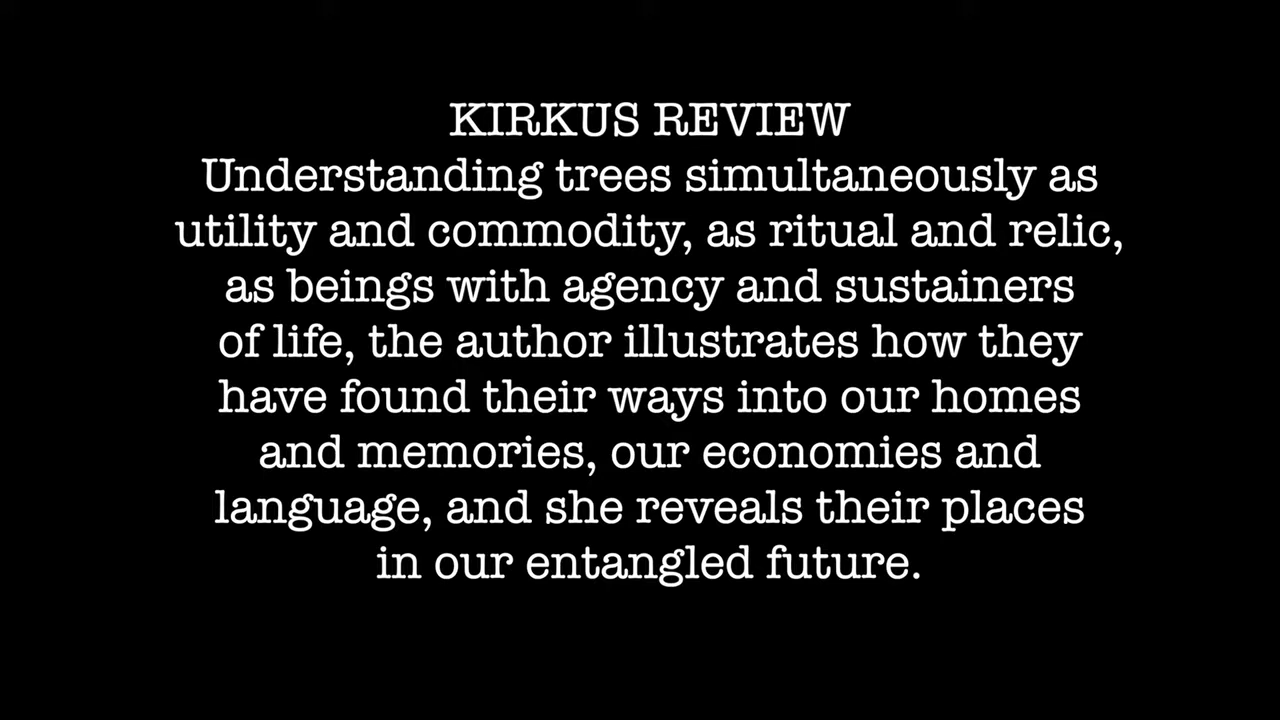 KIRKUS REVIEW
Understanding trees simultaneously as
utility and commodity, as ritual and relic,
as beings with agency and sustainers
of life, the author illustrates how they
have found their ways into our homes
and memories, our economies and
language, and she reveals their places
in our entangled future.